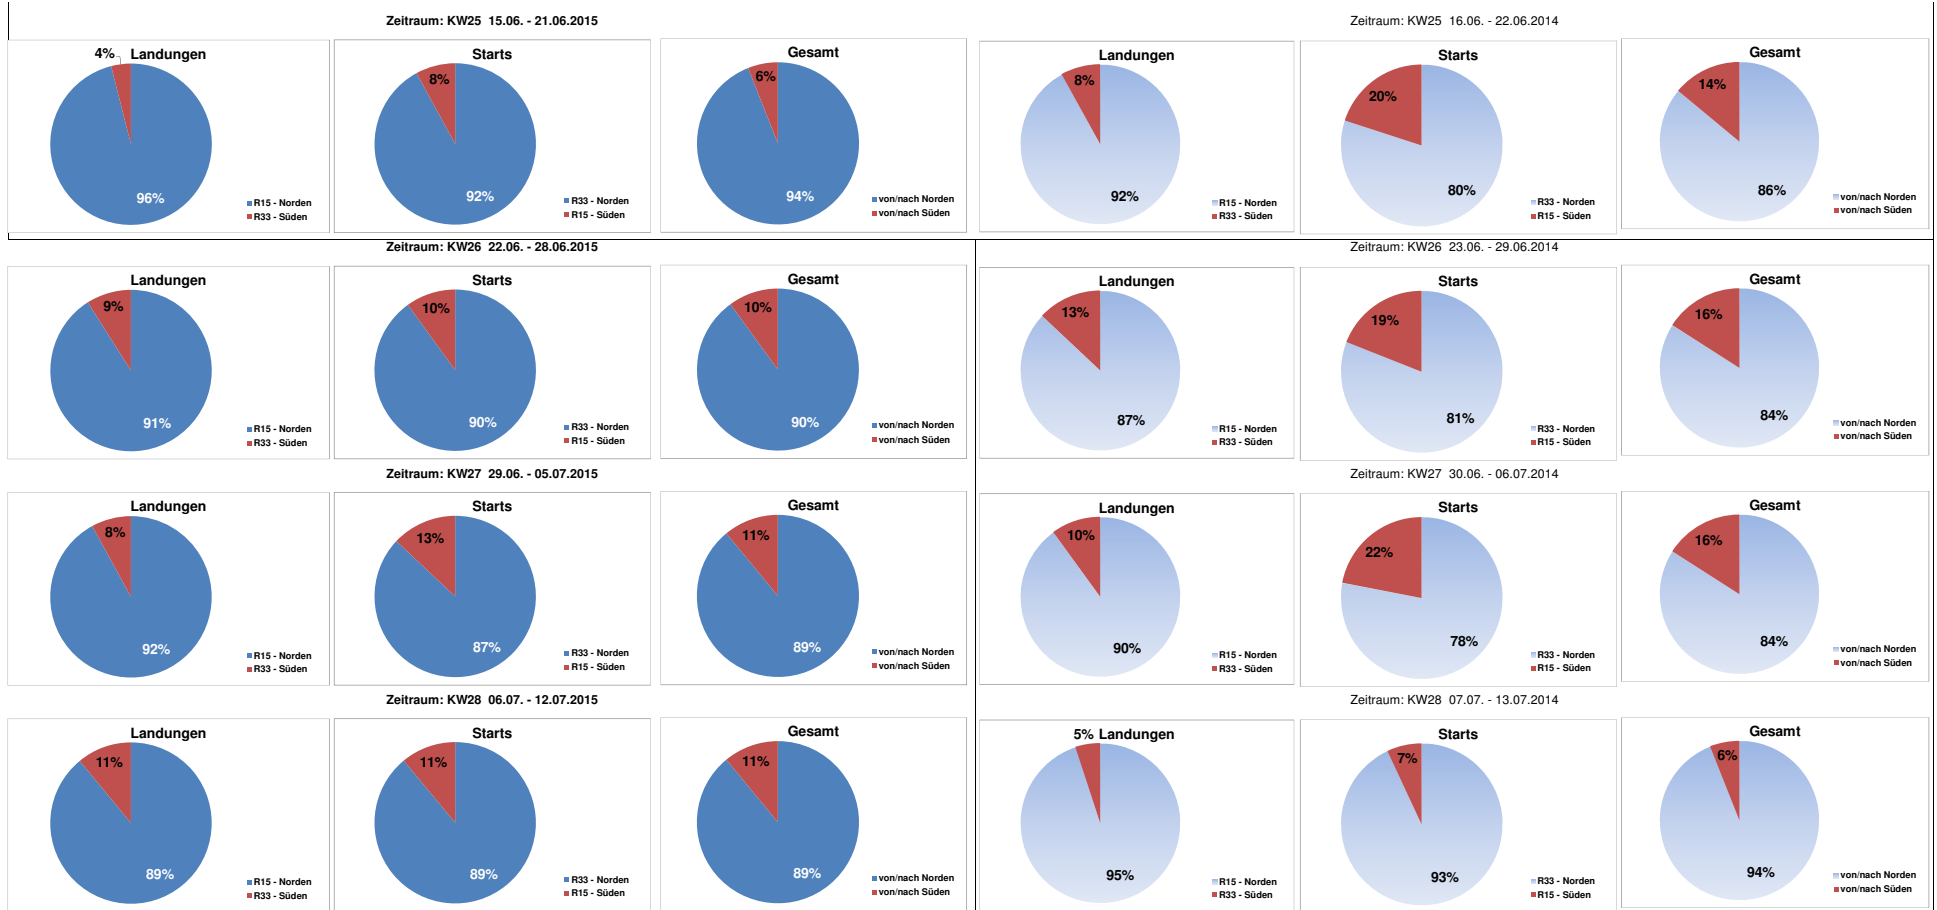 Zeitraum: KW25 15.06. - 21.06.2015
Landungen
4%
96%
R15 - Norden
R33 - Süden
Starts
8%
92%
R33 - Norden
R15 - Süden
Gesamt
6%
94%
von/nach Norden
von/nach Süden
Zeitraum: KW25 16.06. - 22.06.2014
Landungen
8%
92%
R15 - Norden
R33 - Süden
Starts
20%
80%
R33 - Norden
R15 - Süden
Gesamt
14%
86%
von/nach Norden
von/nach Süden
Zeitraum: KW26 22.06. - 28.06.2015
Landungen
9%
91%
R15 - Norden
R33 - Süden
Starts
10%
90%
R33 - Norden
R15 - Süden
Gesamt
10%
90%
von/nach Norden
von/nach Süden
Zeitraum: KW26 23.06. - 29.06.2014
Landungen
13%
87%
R15 - Norden
R33 - Süden
Starts
19%
81%
R33 - Norden
R15 - Süden
Gesamt
16%
84%
von/nach Norden
von/nach Süden
Zeitraum: KW27 29.06. - 05.07.2015
Landungen
8%
92%
R15 - Norden
R33 - Süden
Starts
13%
87%
R33 - Norden
R15 - Süden
Gesamt
11%
89%
von/nach Norden
von/nach Süden
Zeitraum: KW27 30.06. - 06.07.2014
Landungen
10%
90%
R15 - Norden
R33 - Süden
Starts
22%
78%
R33 - Norden
R15 - Süden
Gesamt
16%
84%
von/nach Norden
von/nach Süden
Zeitraum: KW28 06.07. - 12.07.2015
Landungen
11%
89%
R15 - Norden
R33 - Süden
Starts
11%
89%
R33 - Norden
R15 - Süden
Gesamt
11%
89%
von/nach Norden
von/nach Süden
Zeitraum: KW28 07.07. - 13.07.2014
5% Landungen
95%
R15 - Norden
R33 - Süden
Starts
7%
93%
R33 - Norden
R15 - Süden
Gesamt
6%
94%
von/nach Norden
von/nach Süden